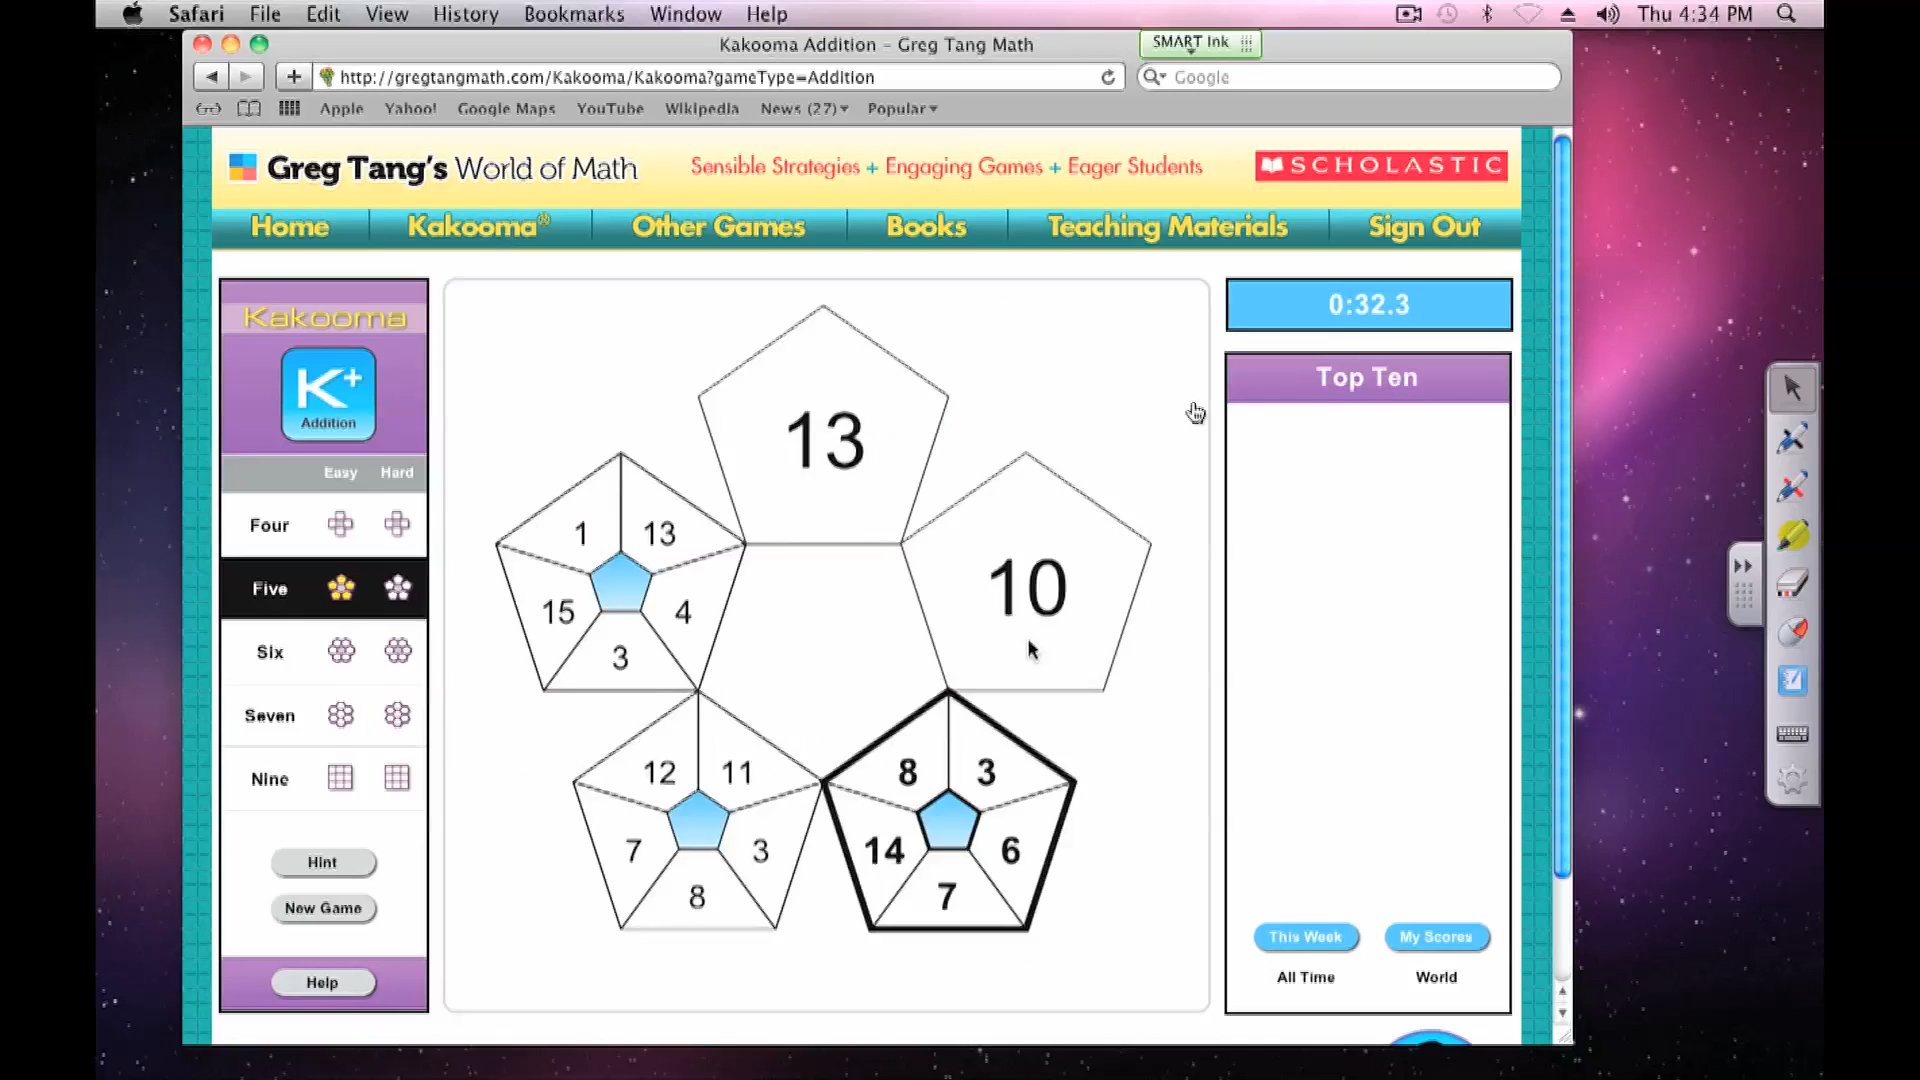 Safari File Edit View History Bookmarks Window Help Thu 4:34 PM
Kakooma Addition – Greg Tang Math
SMART Ink
http://gregtangmath.com/Kakooma/Kakooma?gameType=Addition
Google
Apple Yahoo! Google Maps YouTube Wikipedia News (27) Popular
Greg Tang's World of Math
Sensible Strategies + Engaging Games + Eager Students
SCHOLASTIC
Home Kakooma® Other Games Books Teaching Materials Sign Out
Kakooma
K+
Addition
Easy Hard
Four
Five
Six
Seven
Nine
Hint
New Game
Help
13
10
1 13
15 4
3
12 11
7 3
8
8 3
14 6
7
0:32.3
Top Ten
This Week My Scores
All Time World